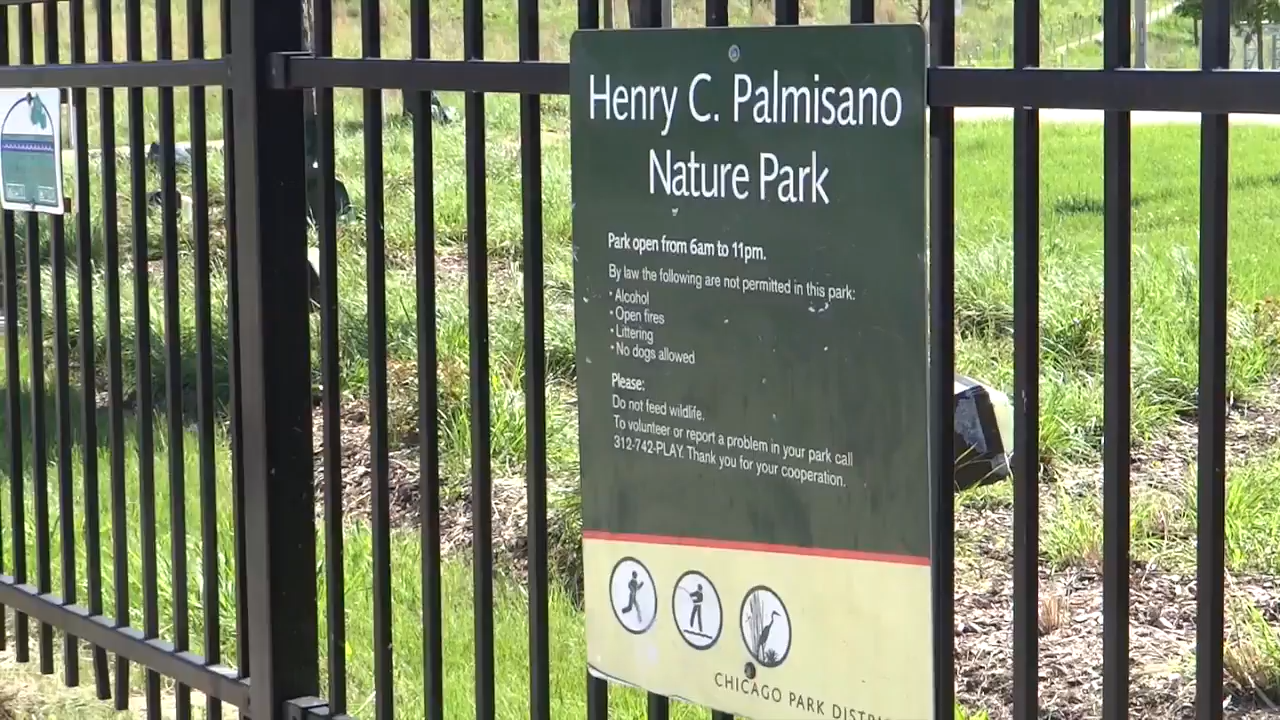 Henry C. Palmisano
Nature Park
Park open from 6am to 11pm.
By law the following are not permitted in this park:
• Alcohol
• Open fires
• Littering
• No dogs allowed
Please:
Do not feed wildlife.
To volunteer or report a problem in your park call
312-742-PLAY. Thank you for your cooperation.
CHICAGO PARK DISTRI